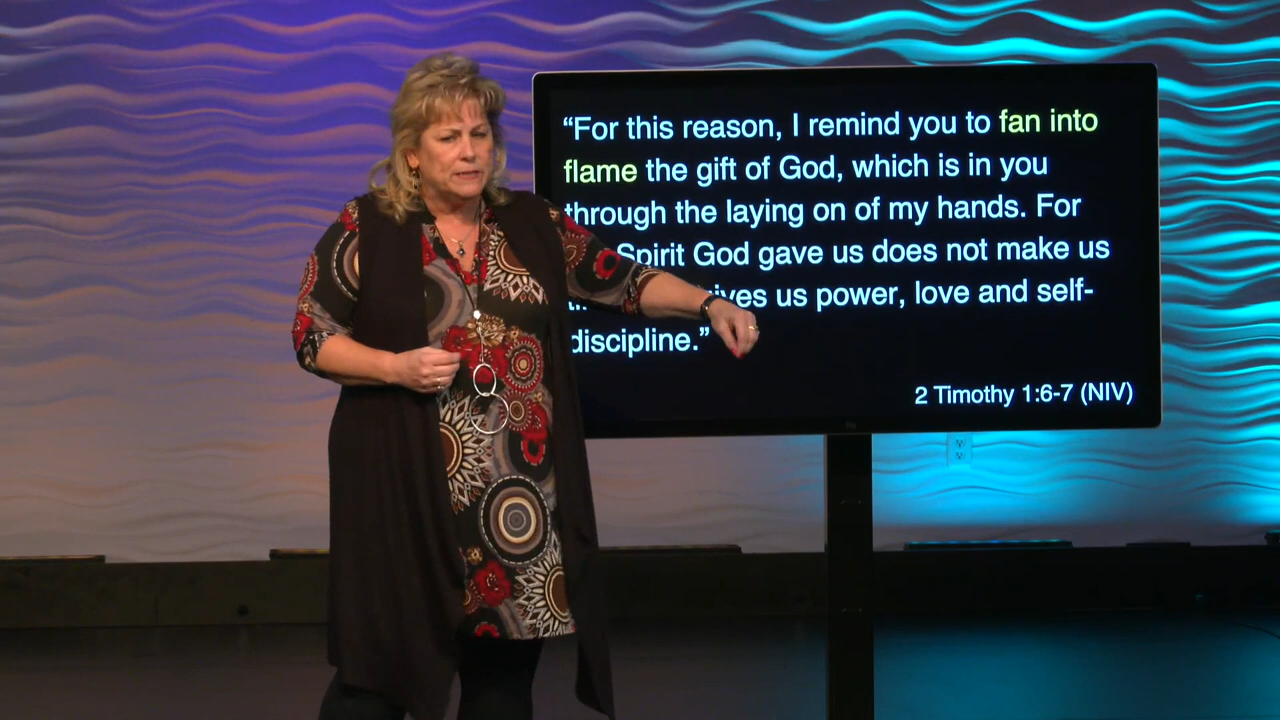 “For this reason, I remind you to fan into
flame the gift of God, which is in you
through the laying on of my hands. For
Spirit God gave us does not make us
us power, love and self-
discipline.”
2 Timothy 1:6-7 (NIV)